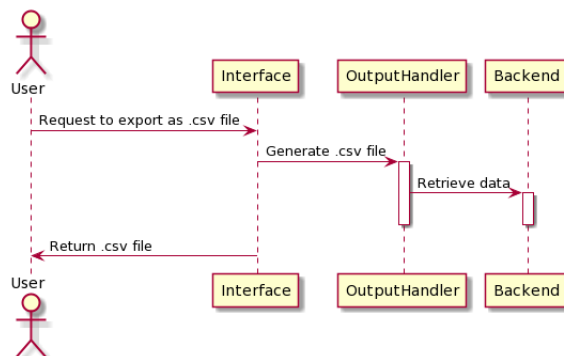 User
Interface
OutputHandler
Backend
Request to export as .csv file
Generate .csv file
Retrieve data
Return .csv file
User
Interface
OutputHandler
Backend